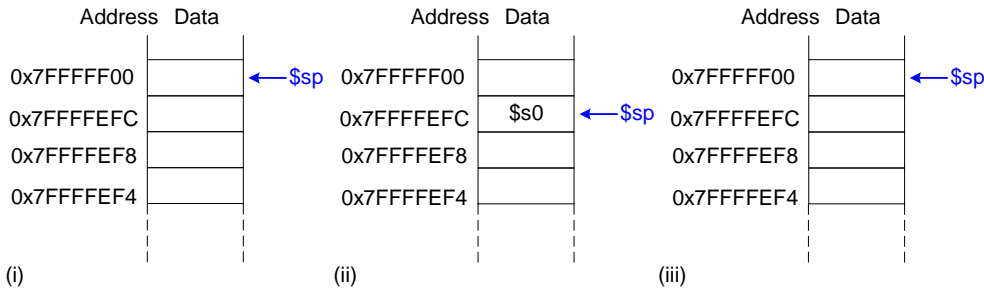 Address Data
0x7FFFFF00
$sp
0x7FFFFEFC
0x7FFFFEF8
0x7FFFFEF4
(i)
Address Data
0x7FFFFF00
0x7FFFFEFC
$s0
$sp
0x7FFFFEF8
0x7FFFFEF4
(ii)
Address Data
0x7FFFFF00
$sp
0x7FFFFEFC
0x7FFFFEF8
0x7FFFFEF4
(iii)